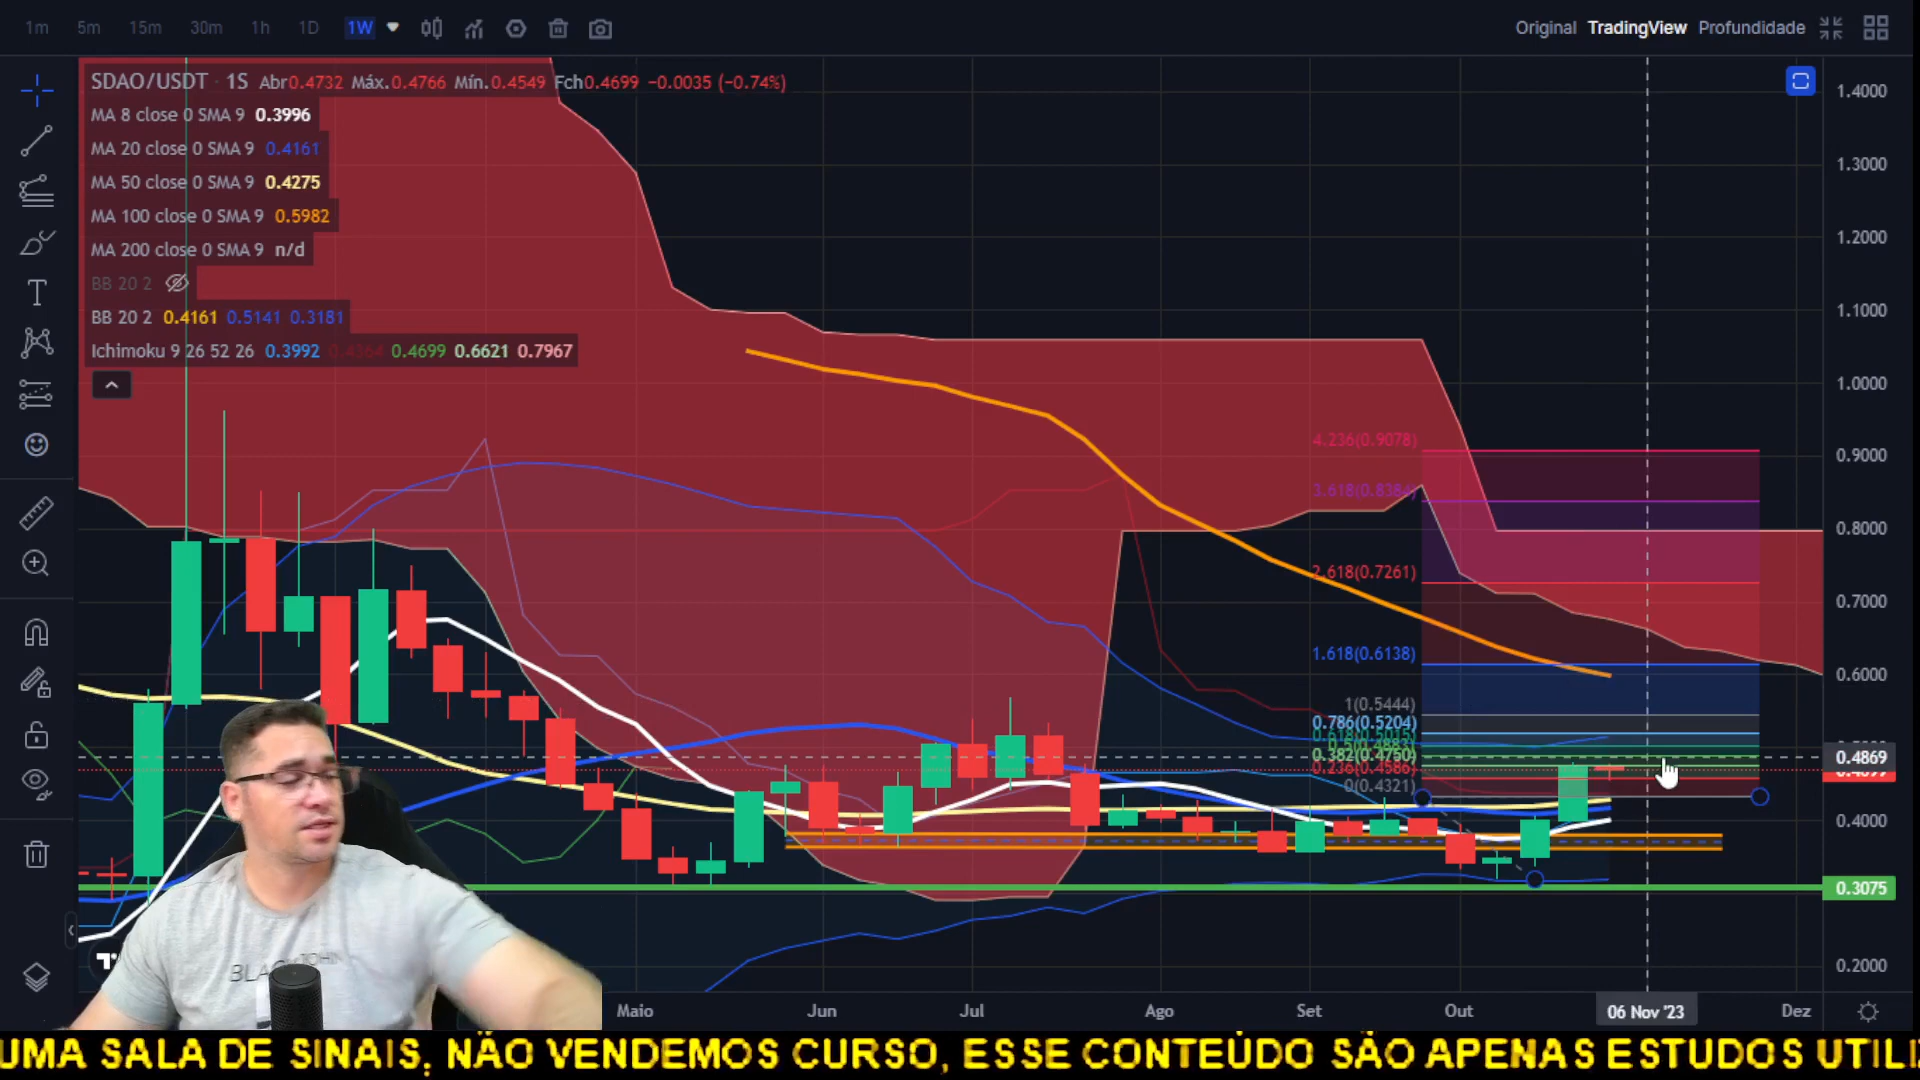 1m 5m 15m 30m 1h 1D 1W
Original TradingView Profundidade
SDAO/USDT · 1S Abr0.4732 Máx.0.4766 Mín.0.4549 Fch0.4699 −0.0035 (−0.74%)
MA 8 close 0 SMA 9 0.3996
MA 20 close 0 SMA 9 0.4161
MA 50 close 0 SMA 9 0.4275
MA 100 close 0 SMA 9 0.5982
MA 200 close 0 SMA 9 n/d
BB 20 2
BB 20 2 0.4161 0.5141 0.3181
Ichimoku 9 26 52 26 0.3992 0.4364 0.4699 0.6621 0.7967
1.4000
1.3000
1.2000
1.1000
1.0000
0.9000
0.8000
0.7000
0.6000
0.4869
0.4000
0.3075
0.2000
4.236(0.9078)
3.618(0.8384)
2.618(0.7261)
1.618(0.6138)
1(0.5444)
0.786(0.5204)
0.382(0.4750)
0.236(0.4586)
0(0.4321)
Maio Jun Jul Ago Set Out 06 Nov '23 Dez
UMA SALA DE SINAIS, NÃO VENDEMOS CURSO, ESSE CONTEÚDO SÃO APENAS ESTUDOS UTILI